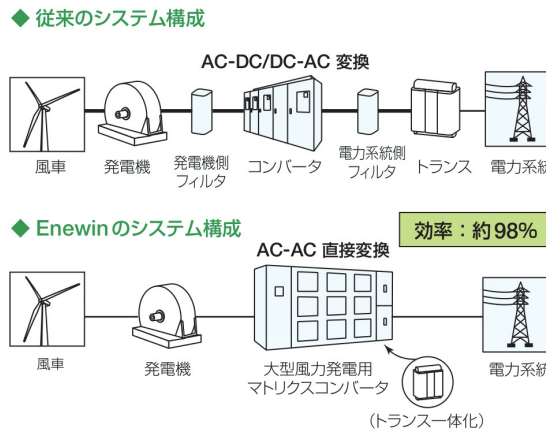 ◆ 従来のシステム構成
AC-DC/DC-AC 変換
風車
発電機
発電機側
フィルタ
コンバータ
電力系統側
フィルタ
トランス
電力系統
◆ Enewinのシステム構成
効率：約98%
AC-AC 直接変換
風車
発電機
大型風力発電用
マトリクスコンバータ
電力系統
（トランス一体化）